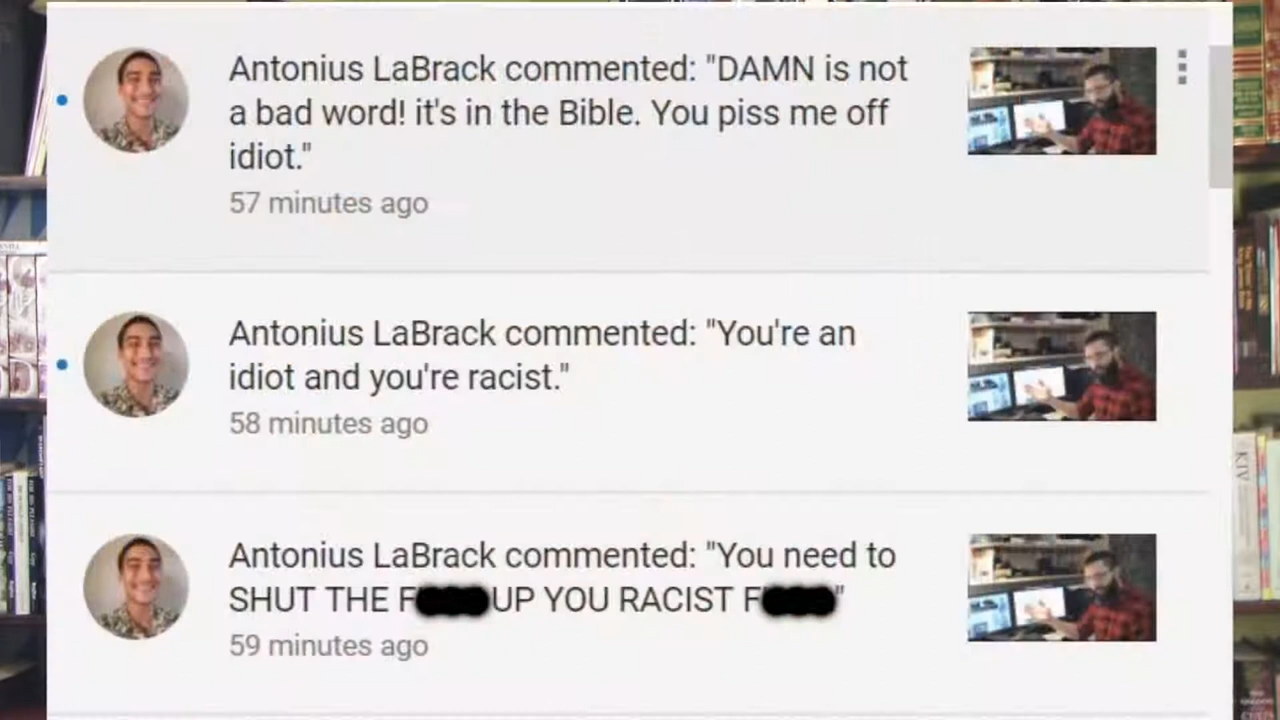 Antonius LaBrack commented: "DAMN is not
a bad word! it's in the Bible. You piss me off
idiot."
57 minutes ago
Antonius LaBrack commented: "You're an
idiot and you're racist."
58 minutes ago
Antonius LaBrack commented: "You need to
SHUT THE F UP YOU RACIST F "
59 minutes ago
KJV